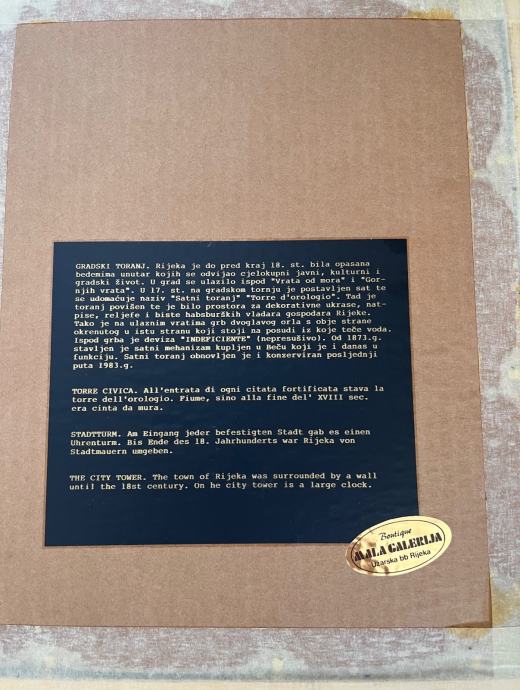 GRADSKI TORANJ. Rijeka je do pred kraj 18. st. bila opasana
bedemima unutar kojih se odvijao cjelokupni javni, kulturni i
gradski život. U grad se ulazilo ispod "Vrata od mora" i "Gor-
njih vrata". U 17. st. na gradskom tornju je postavljen sat te
se udomaćuje naziv "Satni toranj" "Torre d'orologio". Tad je
toranj povišen te je bilo prostora za dekorativne ukrase, nat-
pise, reljefe i biste habsburških vladara gospodara Rijeke.
Tako je na ulaznim vratima grb dvoglavog orla s obje strane
okrenutog u istu stranu koji stoji na posudi iz koje teče voda.
Ispod grba je deviza "INDEFICIENTE" (nepresušivo). Od 1873.g.
stavljen je satni mehanizam kupljen u Beču koji je i danas u
funkciju. Satni toranj obnovljen je i konzerviran posljednji
puta 1983.g.
TORRE CIVICA. All'entrata di ogni citata fortificata stava la
torre dell'orologio. Fiume, sino alla fine del' XVIII sec.
era cinta da mura.
STADTTURM. Am Eingang jeder befestigten Stadt gab es einen
Uhrenturm. Bis Ende des 18. Jahrhunderts war Rijeka von
Stadtmauern umgeben.
THE CITY TOWER. The town of Rijeka was surrounded by a wall
until the 18st century. On he city tower is a large clock.
Boutique
MALA GALERIJA
Užarska bb Rijeka